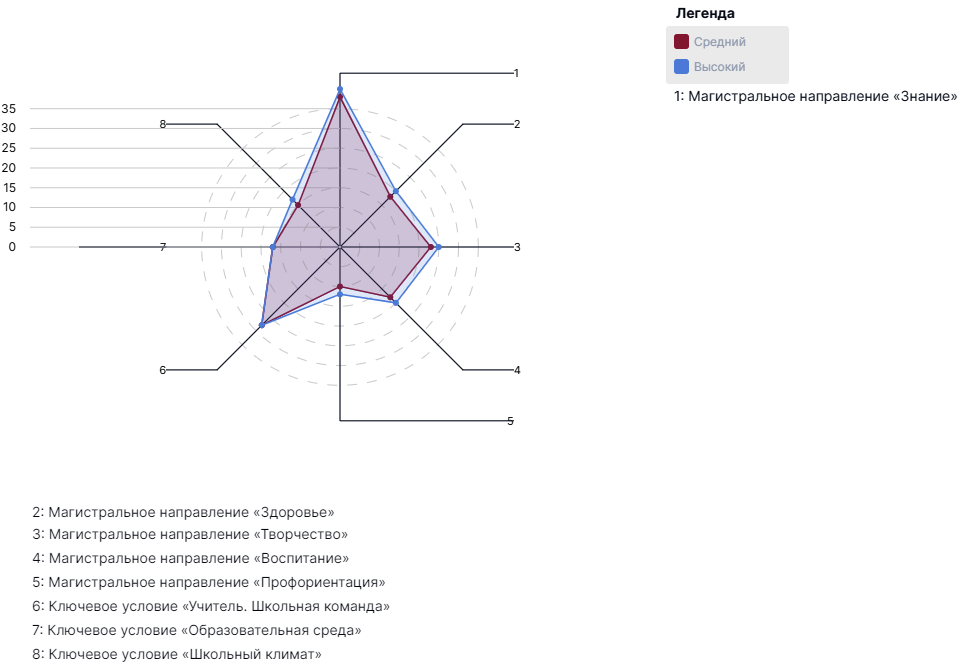 Легенда
Средний
Высокий
1: Магистральное направление «Знание»
1
2
3
4
5
6
7
8
35
30
25
20
15
10
5
0
2: Магистральное направление «Здоровье»
3: Магистральное направление «Творчество»
4: Магистральное направление «Воспитание»
5: Магистральное направление «Профориентация»
6: Ключевое условие «Учитель. Школьная команда»
7: Ключевое условие «Образовательная среда»
8: Ключевое условие «Школьный климат»